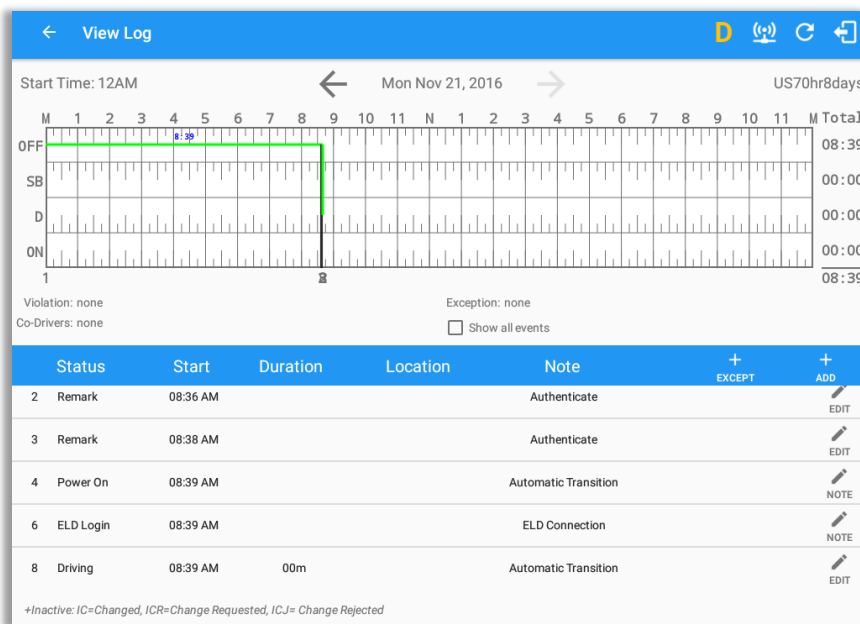 View Log D
Start Time: 12AM Mon Nov 21, 2016 US70hr8days
M 1 2 3 4 5 6 7 8 9 10 11 N 1 2 3 4 5 6 7 8 9 10 11 M Total
8:39
OFF 08:39
SB 00:00
D 00:00
ON 00:00
1 08:39
Violation: none Exception: none
Co-Drivers: none Show all events
Status Start Duration Location Note + EXCEPT + ADD
2 Remark 08:36 AM Authenticate EDIT
3 Remark 08:38 AM Authenticate EDIT
4 Power On 08:39 AM Automatic Transition NOTE
6 ELD Login 08:39 AM ELD Connection NOTE
8 Driving 08:39 AM 00m Automatic Transition EDIT
+Inactive: IC=Changed, ICR=Change Requested, ICJ= Change Rejected